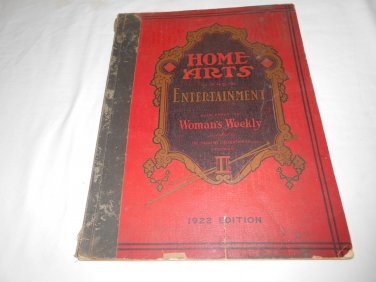 HOME
ARTS
ENTERTAINMENT
Woman's Weekly
II
1922 EDITION